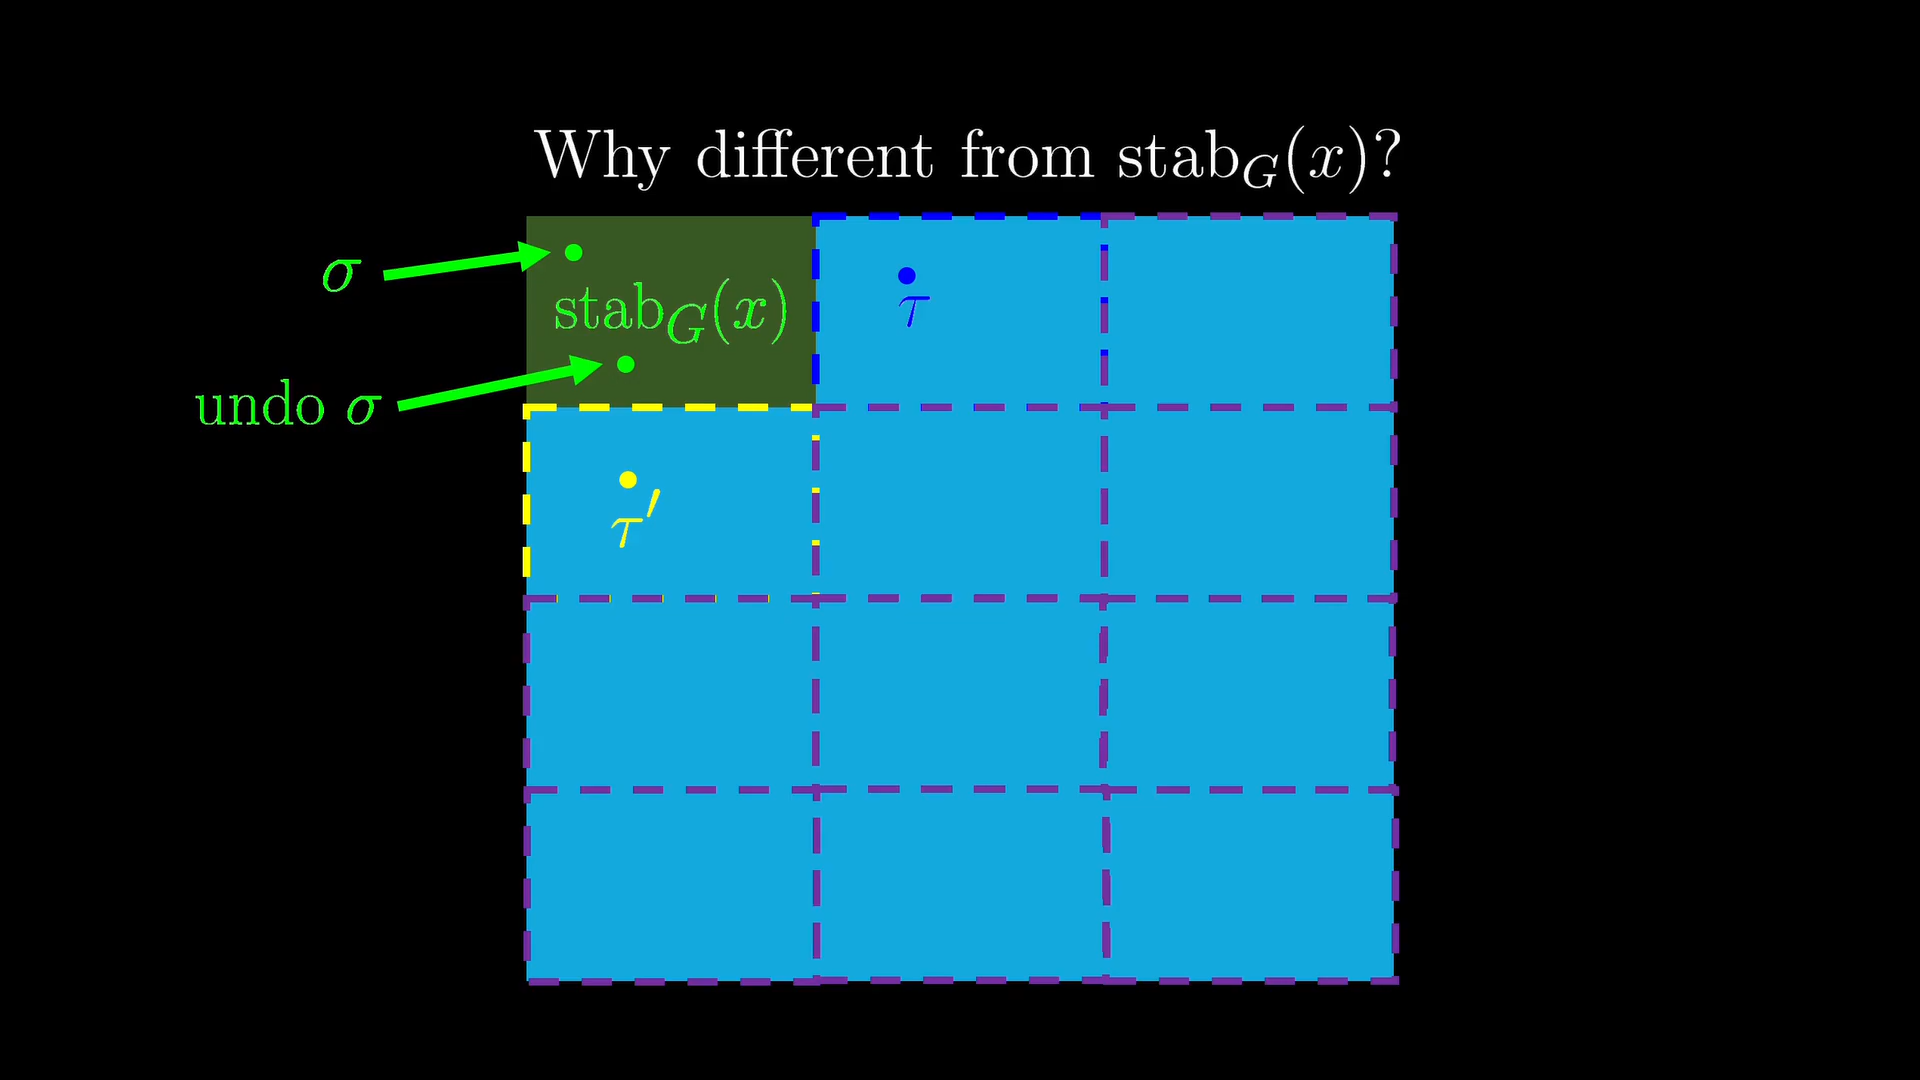 Why different from stab_G(x)?
σ
stab_G(x)
τ
undo σ
τ′